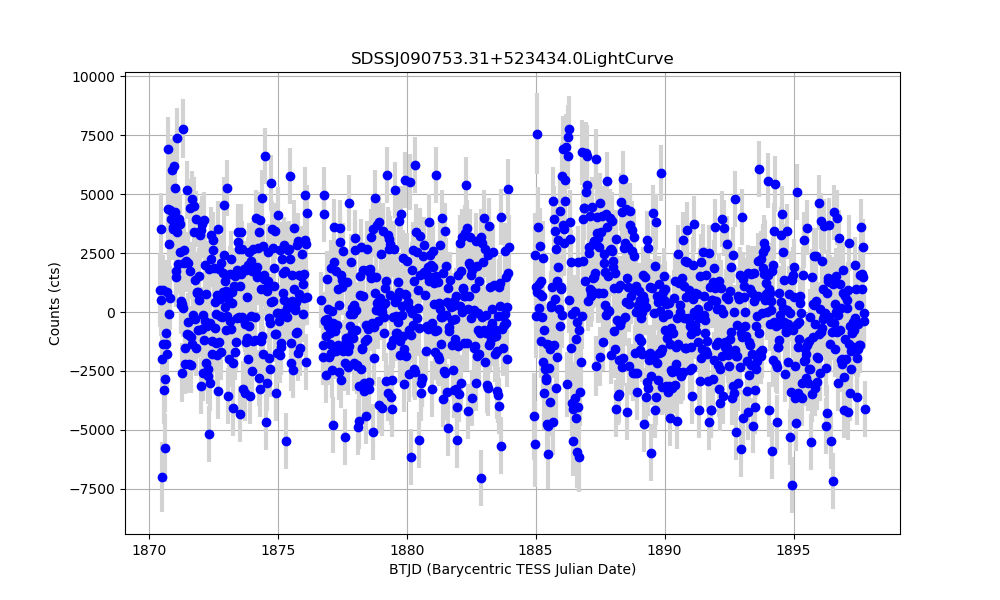 SDSSJ090753.31+523434.0LightCurve
10000
7500
5000
2500
0
−2500
−5000
−7500
Counts (cts)
1870 1875 1880 1885 1890 1895
BTJD (Barycentric TESS Julian Date)